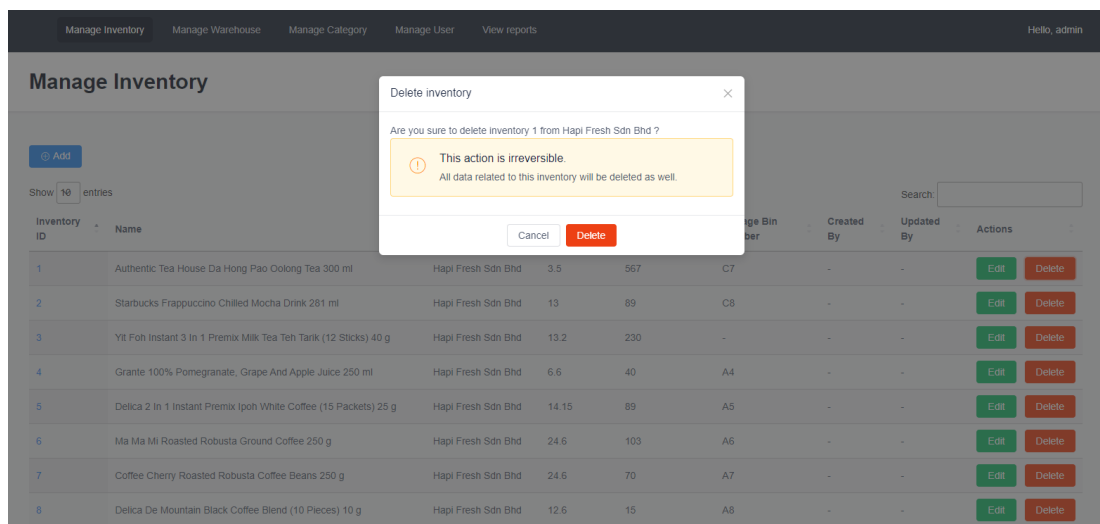 Manage Inventory Manage Warehouse Manage Category Manage User View reports Hello, admin
Manage Inventory
Delete inventory
Are you sure to delete inventory 1 from Hapi Fresh Sdn Bhd ?
This action is irreversible.
All data related to this inventory will be deleted as well.
Cancel Delete
Add
Show 10 entries
Search:
Inventory ID Name Bin Created By Updated By Actions
1 Authentic Tea House Da Hong Pao Oolong Tea 300 ml Hapi Fresh Sdn Bhd 3.5 567 C7 - - Edit Delete
2 Starbucks Frappuccino Chilled Mocha Drink 281 ml Hapi Fresh Sdn Bhd 13 89 C8 - - Edit Delete
3 Yit Foh Instant 3 In 1 Premix Milk Tea Teh Tarik (12 Sticks) 40 g Hapi Fresh Sdn Bhd 13.2 230 - - - Edit Delete
4 Grante 100% Pomegranate, Grape And Apple Juice 250 ml Hapi Fresh Sdn Bhd 6.6 40 A4 - - Edit Delete
5 Delica 2 In 1 Instant Premix Ipoh White Coffee (15 Packets) 25 g Hapi Fresh Sdn Bhd 14.15 89 A5 - - Edit Delete
6 Ma Ma Mi Roasted Robusta Ground Coffee 250 g Hapi Fresh Sdn Bhd 24.6 103 A6 - - Edit Delete
7 Coffee Cherry Roasted Robusta Coffee Beans 250 g Hapi Fresh Sdn Bhd 24.6 70 A7 - - Edit Delete
8 Delica De Mountain Black Coffee Blend (10 Pieces) 10 g Hapi Fresh Sdn Bhd 12.6 15 A8 - - Edit Delete